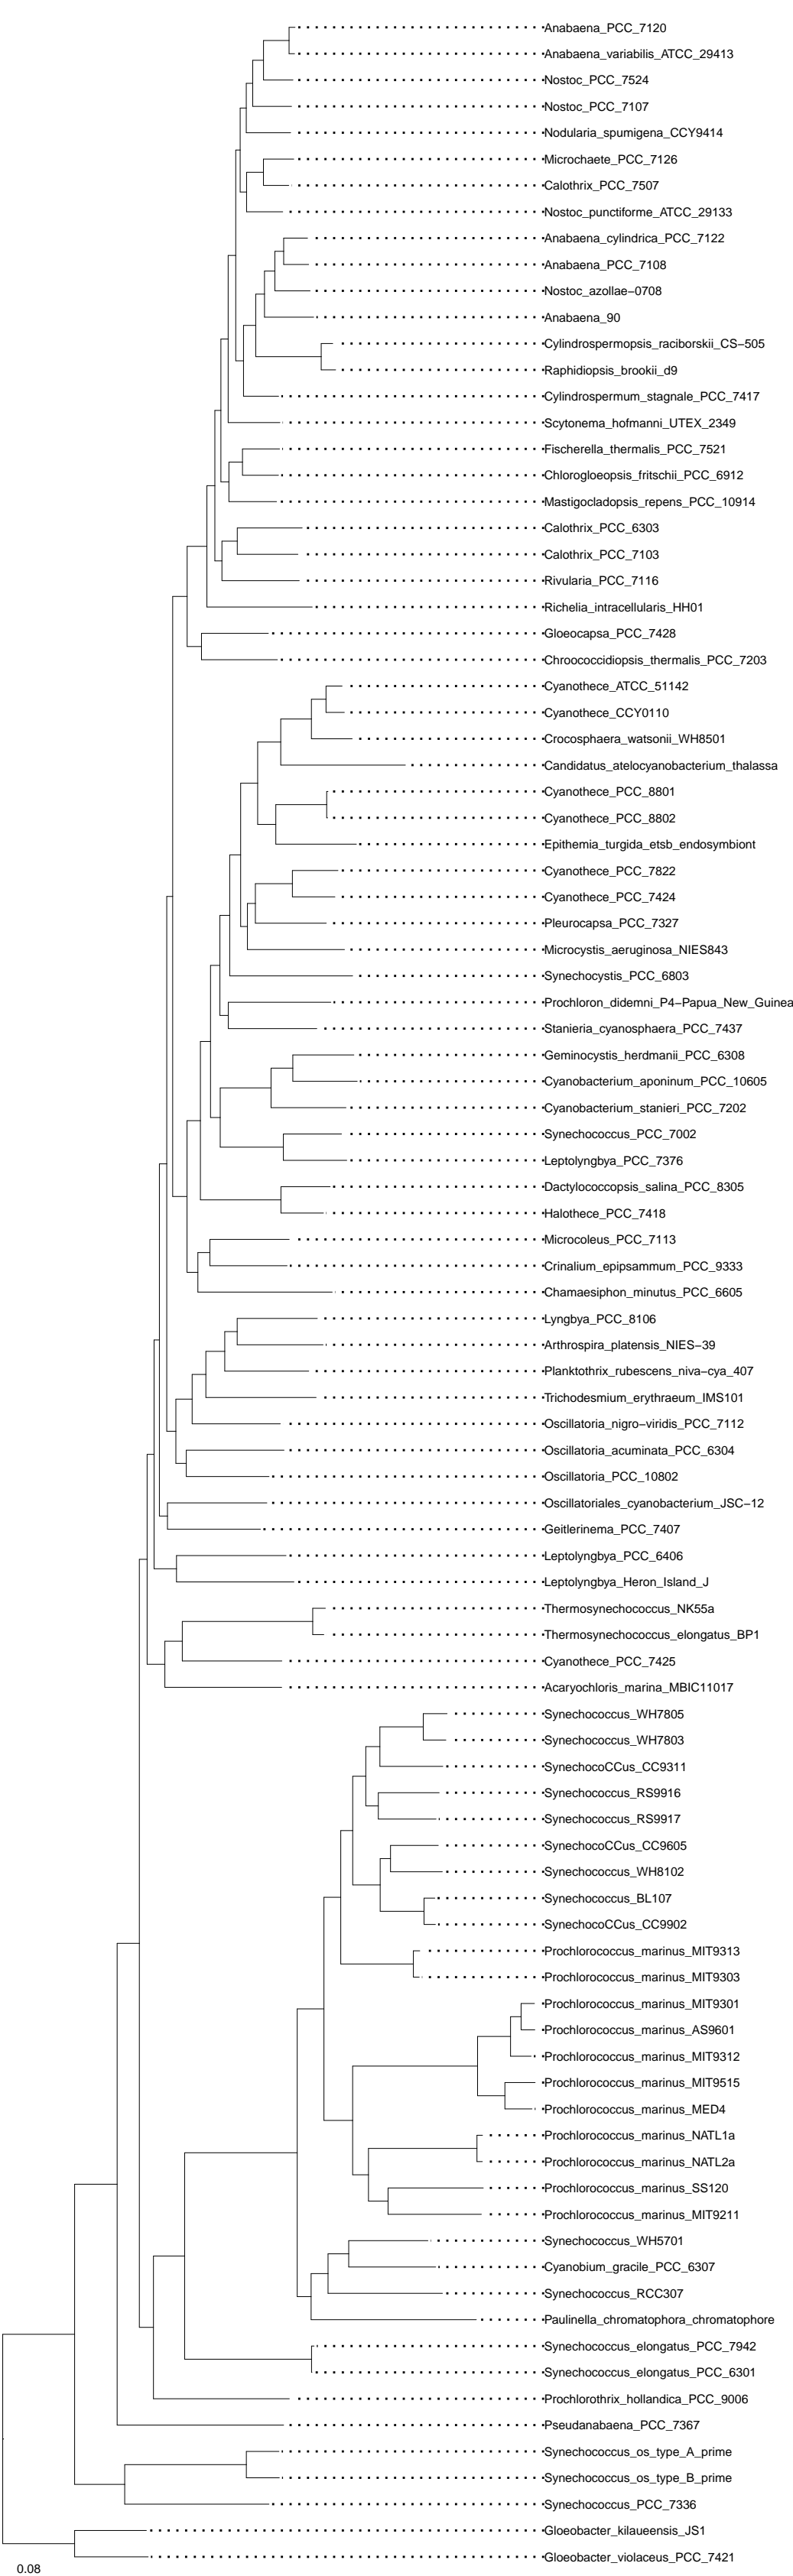 Anabaena_PCC_7120
Anabaena_variabilis_ATCC_29413
Nostoc_PCC_7524
Nostoc_PCC_7107
Nodularia_spumigena_CCY9414
Microchaete_PCC_7126
Calothrix_PCC_7507
Nostoc_punctiforme_ATCC_29133
Anabaena_cylindrica_PCC_7122
Anabaena_PCC_7108
Nostoc_azollae−0708
Anabaena_90
Cylindrospermopsis_raciborskii_CS−505
Raphidiopsis_brookii_d9
Cylindrospermum_stagnale_PCC_7417
Scytonema_hofmanni_UTEX_2349
Fischerella_thermalis_PCC_7521
Chlorogloeopsis_fritschii_PCC_6912
Mastigocladopsis_repens_PCC_10914
Calothrix_PCC_6303
Calothrix_PCC_7103
Rivularia_PCC_7116
Richelia_intracellularis_HH01
Gloeocapsa_PCC_7428
Chroococcidiopsis_thermalis_PCC_7203
Cyanothece_ATCC_51142
Cyanothece_CCY0110
Crocosphaera_watsonii_WH8501
Candidatus_atelocyanobacterium_thalassa
Cyanothece_PCC_8801
Cyanothece_PCC_8802
Epithemia_turgida_etsb_endosymbiont
Cyanothece_PCC_7822
Cyanothece_PCC_7424
Pleurocapsa_PCC_7327
Microcystis_aeruginosa_NIES843
Synechocystis_PCC_6803
Prochloron_didemni_P4−Papua_New_Guinea
Stanieria_cyanosphaera_PCC_7437
Geminocystis_herdmanii_PCC_6308
Cyanobacterium_aponinum_PCC_10605
Cyanobacterium_stanieri_PCC_7202
Synechococcus_PCC_7002
Leptolyngbya_PCC_7376
Dactylococcopsis_salina_PCC_8305
Halothece_PCC_7418
Microcoleus_PCC_7113
Crinalium_epipsammum_PCC_9333
Chamaesiphon_minutus_PCC_6605
Lyngbya_PCC_8106
Arthrospira_platensis_NIES−39
Planktothrix_rubescens_niva−cya_407
Trichodesmium_erythraeum_IMS101
Oscillatoria_nigro−viridis_PCC_7112
Oscillatoria_acuminata_PCC_6304
Oscillatoria_PCC_10802
Oscillatoriales_cyanobacterium_JSC−12
Geitlerinema_PCC_7407
Leptolyngbya_PCC_6406
Leptolyngbya_Heron_Island_J
Thermosynechococcus_NK55a
Thermosynechococcus_elongatus_BP1
Cyanothece_PCC_7425
Acaryochloris_marina_MBIC11017
Synechococcus_WH7805
Synechococcus_WH7803
SynechocoCCus_CC9311
Synechococcus_RS9916
Synechococcus_RS9917
SynechocoCCus_CC9605
Synechococcus_WH8102
Synechococcus_BL107
SynechocoCCus_CC9902
Prochlorococcus_marinus_MIT9313
Prochlorococcus_marinus_MIT9303
Prochlorococcus_marinus_MIT9301
Prochlorococcus_marinus_AS9601
Prochlorococcus_marinus_MIT9312
Prochlorococcus_marinus_MIT9515
Prochlorococcus_marinus_MED4
Prochlorococcus_marinus_NATL1a
Prochlorococcus_marinus_NATL2a
Prochlorococcus_marinus_SS120
Prochlorococcus_marinus_MIT9211
Synechococcus_WH5701
Cyanobium_gracile_PCC_6307
Synechococcus_RCC307
Paulinella_chromatophora_chromatophore
Synechococcus_elongatus_PCC_7942
Synechococcus_elongatus_PCC_6301
Prochlorothrix_hollandica_PCC_9006
Pseudanabaena_PCC_7367
Synechococcus_os_type_A_prime
Synechococcus_os_type_B_prime
Synechococcus_PCC_7336
Gloeobacter_kilaueensis_JS1
Gloeobacter_violaceus_PCC_7421
0.08